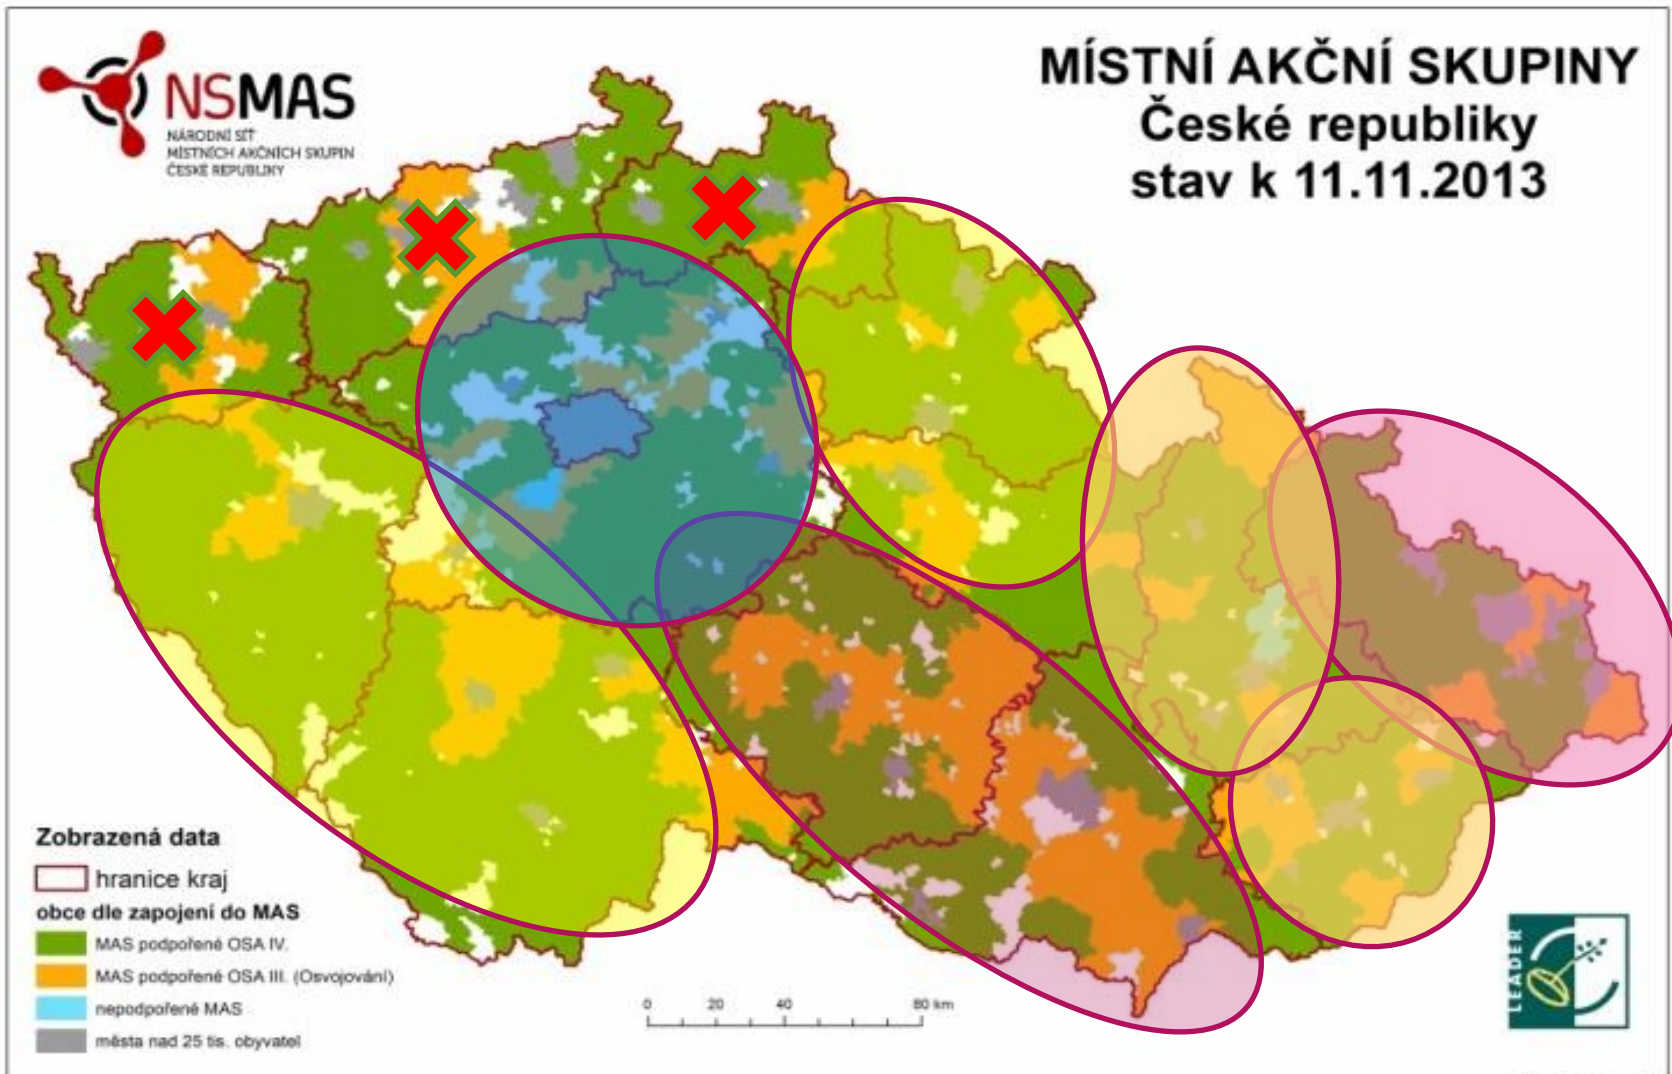 NSMAS
NÁRODNÍ SÍŤ
MÍSTNÍCH AKČNÍCH SKUPIN
ČESKÉ REPUBLIKY
MÍSTNÍ AKČNÍ SKUPINY
České republiky
stav k 11.11.2013
Zobrazená data
hranice kraj
obce dle zapojení do MAS
MAS podpořené OSA IV.
MAS podpořené OSA III. (Osvojování)
nepodpořené MAS
města nad 25 tis. obyvatel
0 20 40 80 km
LEADER